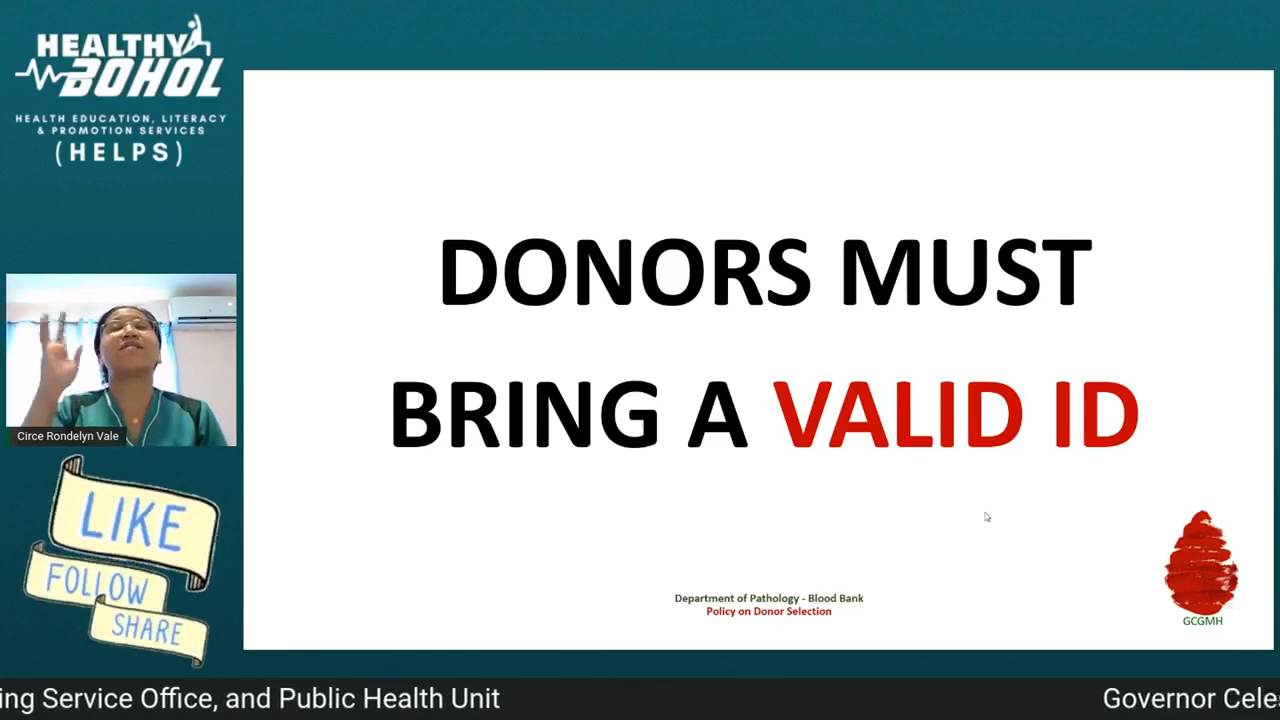 HEALTHY
BOHOL
HEALTH EDUCATION, LITERACY
& PROMOTION SERVICES
(HELPS)
DONORS MUST
BRING A VALID ID
Circe Rondelyn Vale
LIKE
FOLLOW
SHARE
Department of Pathology - Blood Bank
Policy on Donor Selection
GCGMH
ing Service Office, and Public Health Unit
Governor Celes